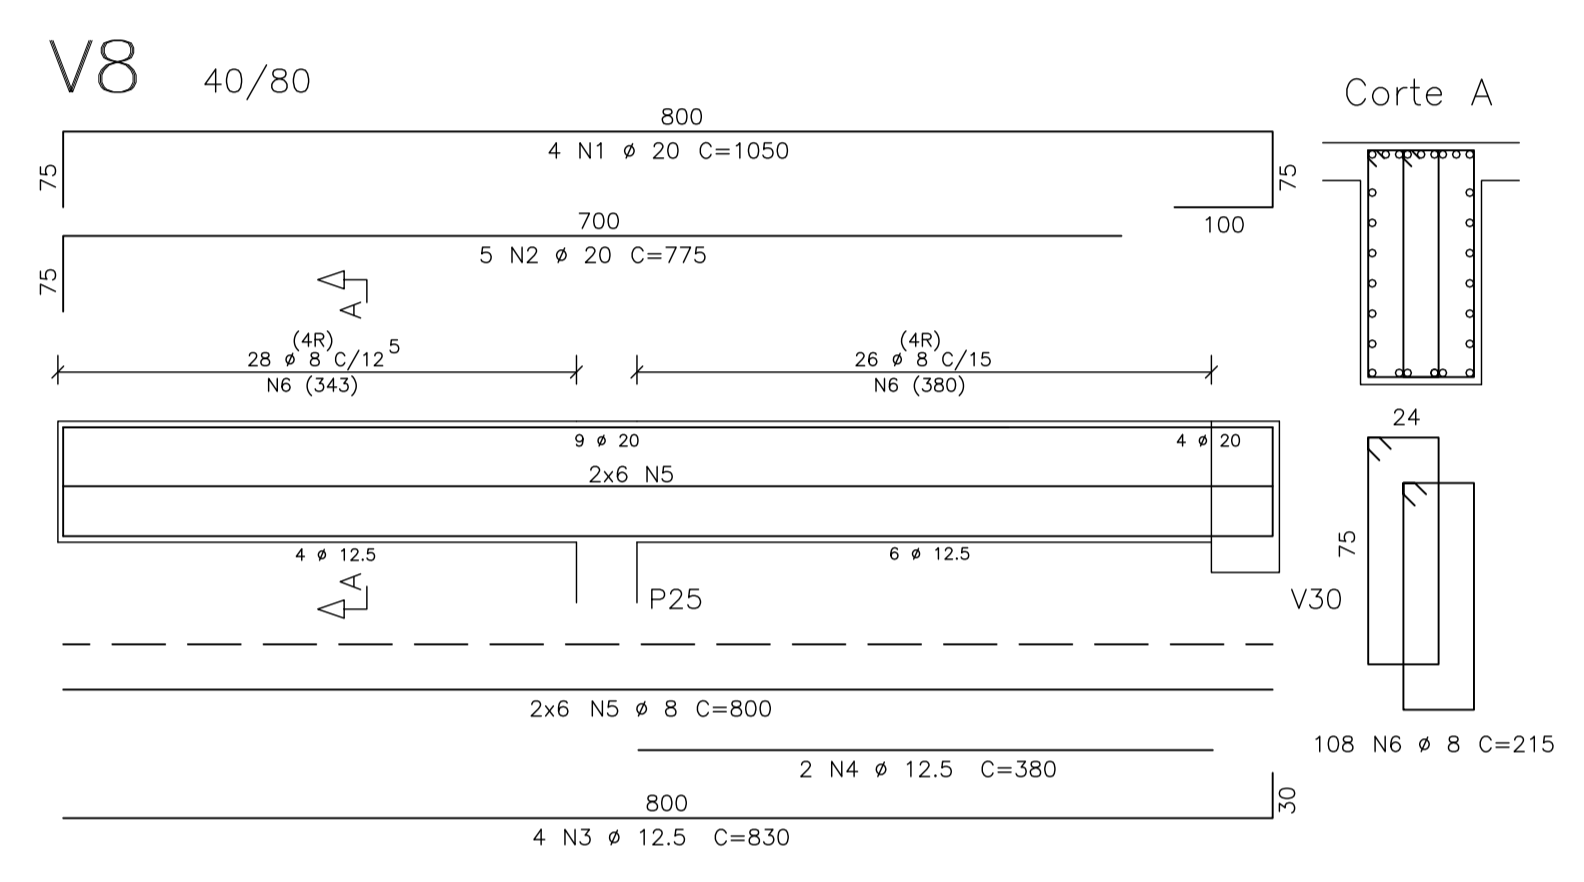 V8 40/80
Corte A
800
4 N1 ø 20 C=1050
75
75
100
700
5 N2 ø 20 C=775
75
A
(4R)
28 ø 8 C/12 5
N6 (343)
(4R)
26 ø 8 C/15
N6 (380)
24
9 ø 20
4 ø 20
2x6 N5
75
4 ø 12.5
6 ø 12.5
A
P25
V30
2x6 N5 ø 8 C=800
108 N6 ø 8 C=215
2 N4 ø 12.5 C=380
800
30
4 N3 ø 12.5 C=830